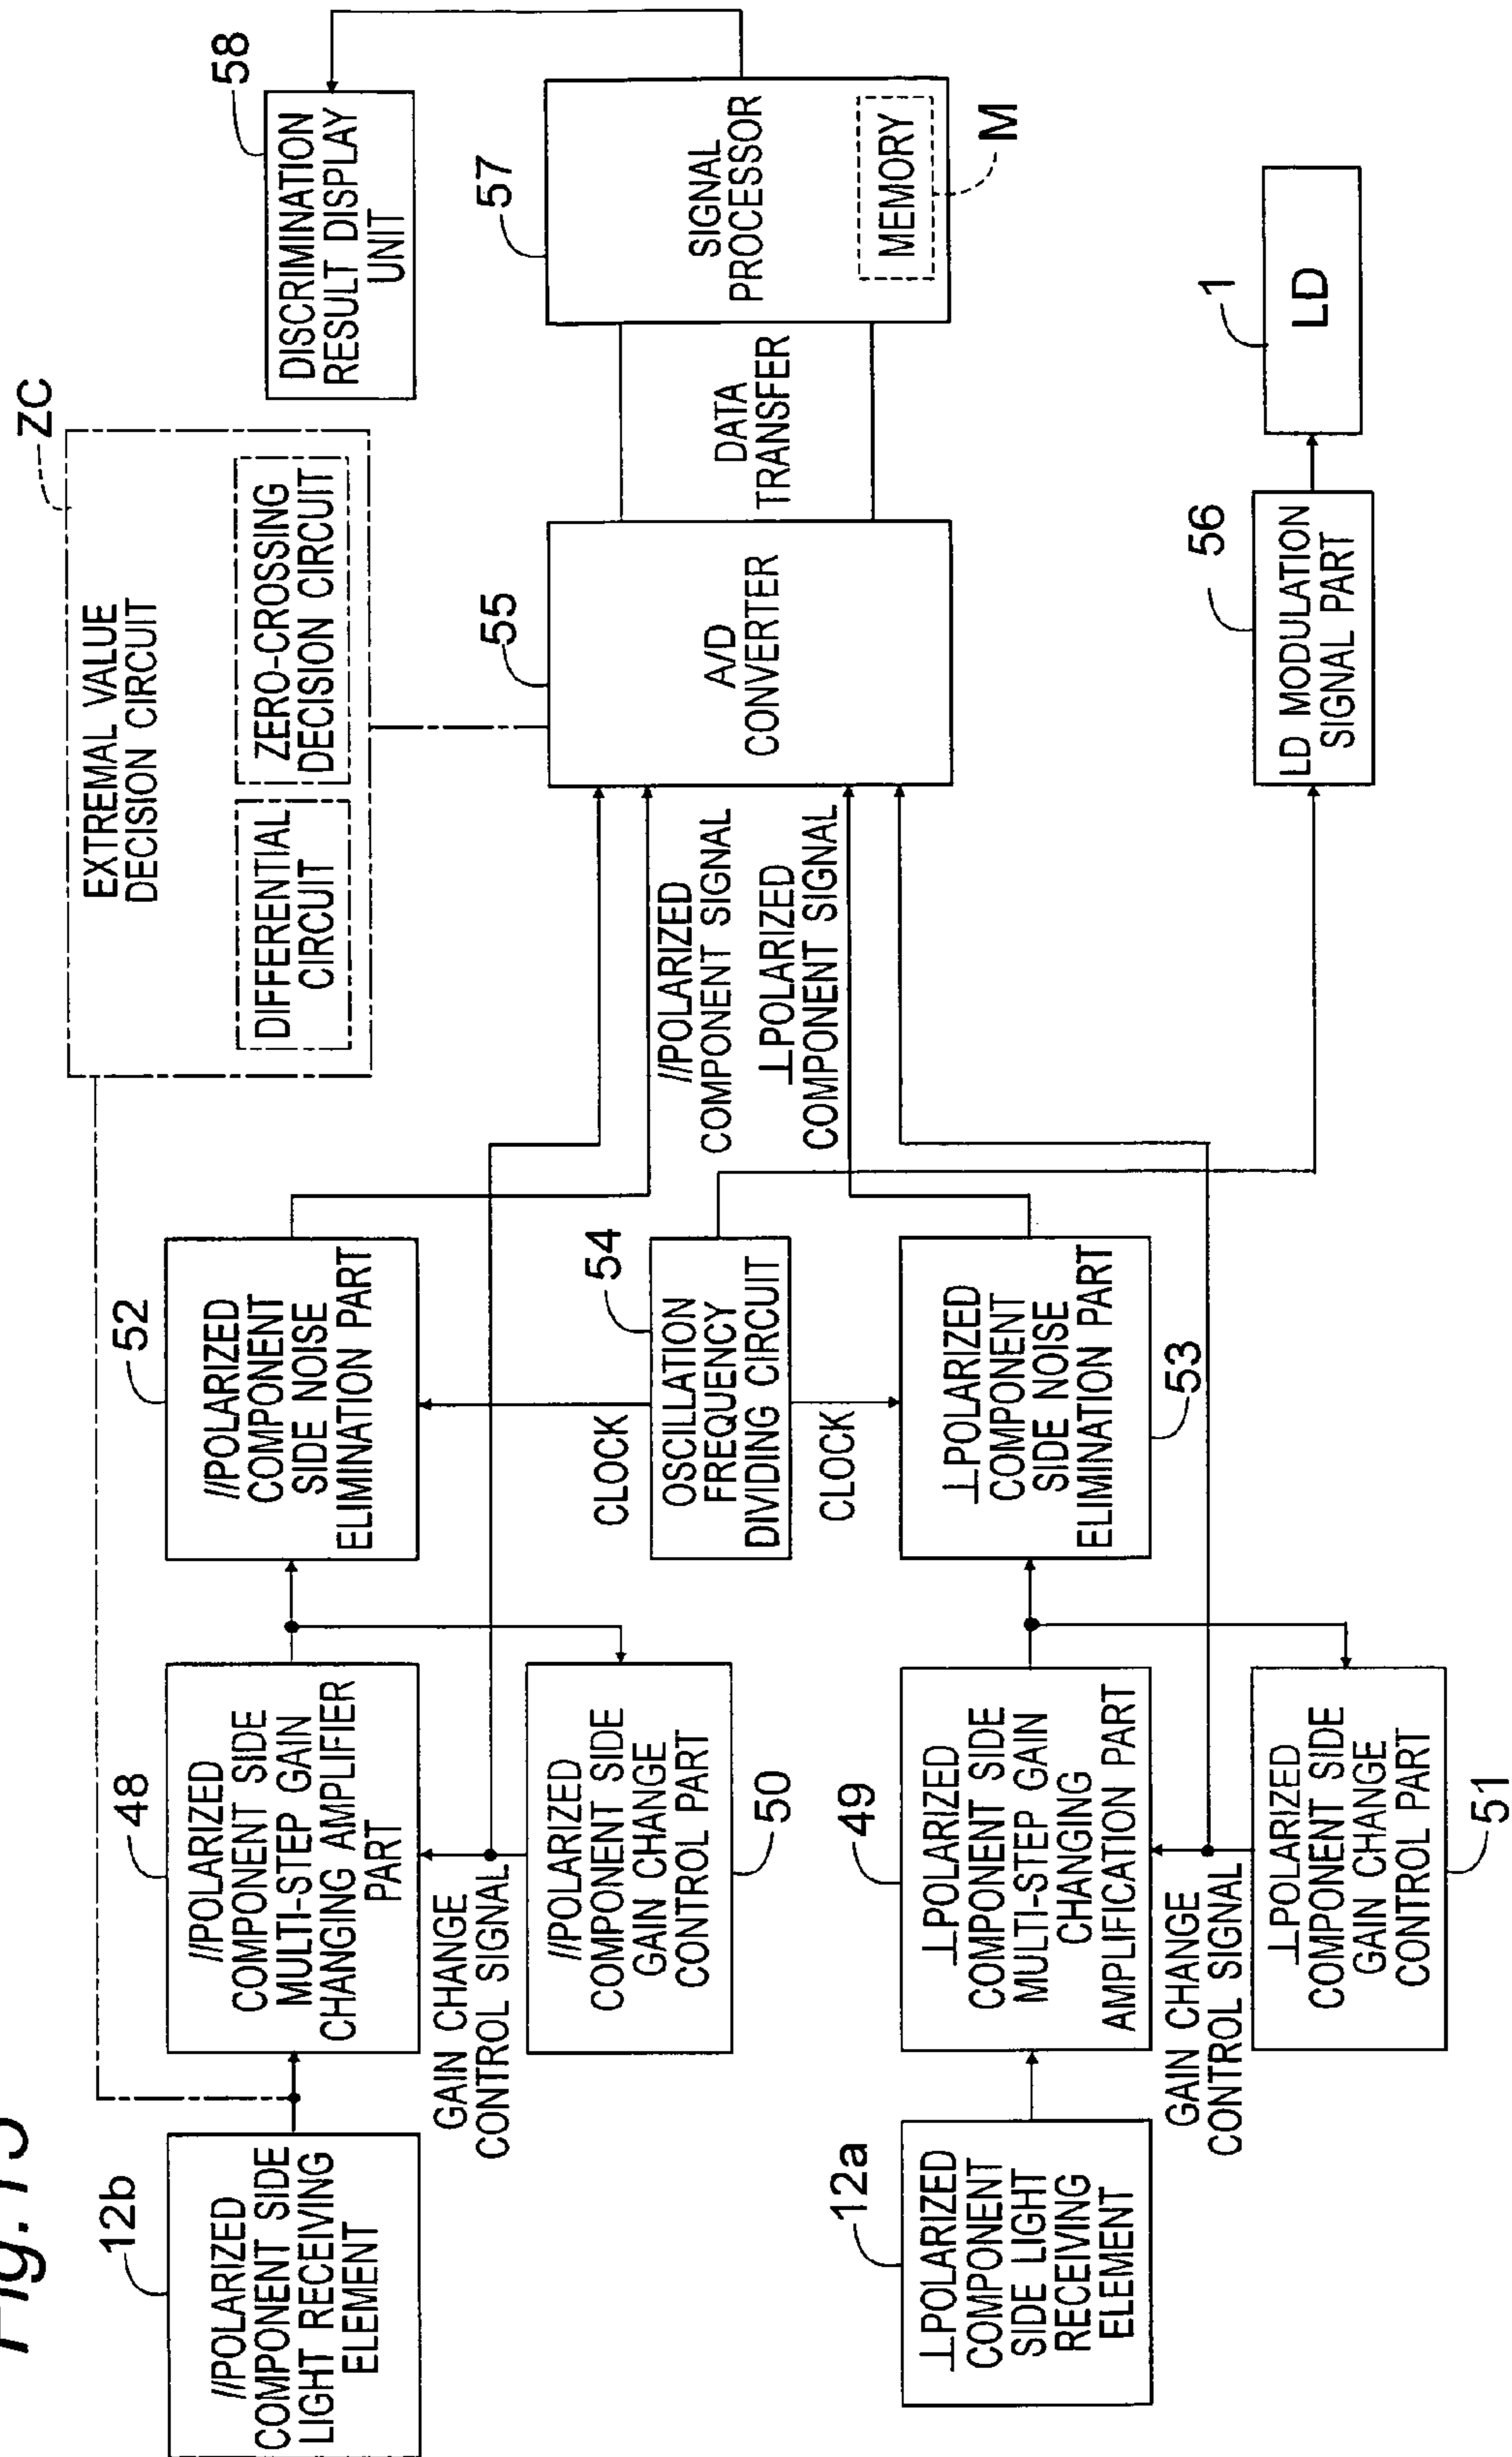 Fig. 15
12b
//POLARIZED
COMPONENT SIDE
LIGHT RECEIVING
ELEMENT
48
//POLARIZED
COMPONENT SIDE
MULTI-STEP GAIN
CHANGING AMPLIFIER
PART
GAIN CHANGE
CONTROL SIGNAL
//POLARIZED
COMPONENT SIDE
GAIN CHANGE
CONTROL PART
50
52
//POLARIZED
COMPONENT
SIDE NOISE
ELIMINATION PART
CLOCK
54
OSCILLATION
FREQUENCY
DIVIDING CIRCUIT
CLOCK
12a
⊥POLARIZED
COMPONENT
SIDE LIGHT
RECEIVING
ELEMENT
49
⊥POLARIZED
COMPONENT SIDE
MULTI-STEP GAIN
CHANGING
AMPLIFICATION PART
GAIN CHANGE
CONTROL SIGNAL
⊥POLARIZED
COMPONENT SIDE
GAIN CHANGE
CONTROL PART
51
⊥POLARIZED
COMPONENT
SIDE NOISE
ELIMINATION PART
53
ZC
EXTREMAL VALUE
DECISION CIRCUIT
DIFFERENTIAL
CIRCUIT
ZERO-CROSSING
DECISION CIRCUIT
//POLARIZED
COMPONENT SIGNAL
⊥POLARIZED
COMPONENT SIGNAL
55
A/D
CONVERTER
DATA
TRANSFER
57
SIGNAL
PROCESSOR
MEMORY
M
58
DISCRIMINATION
RESULT DISPLAY
UNIT
56
LD MODULATION
SIGNAL PART
1
LD